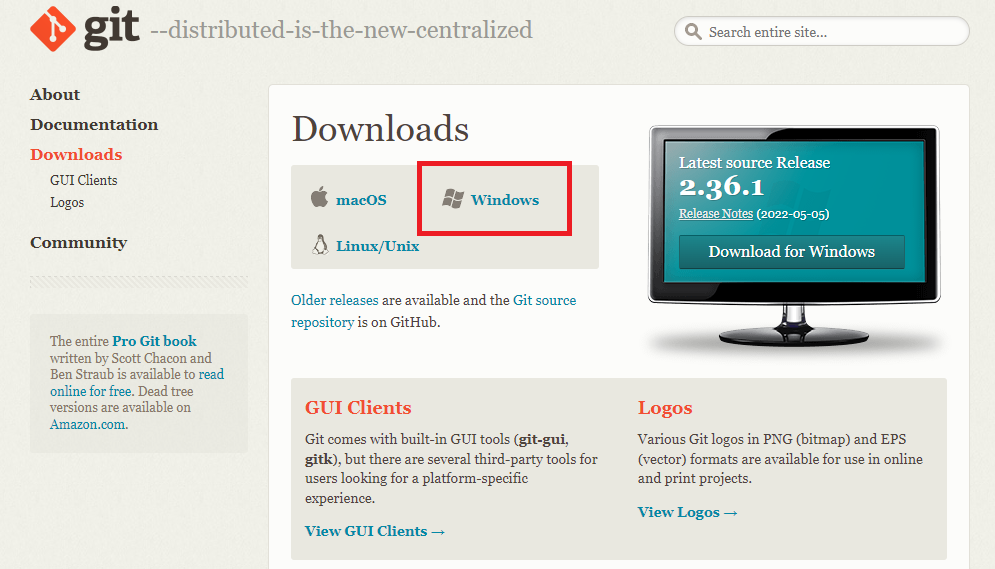 git --distributed-is-the-new-centralized
Search entire site...
About
Documentation
Downloads
GUI Clients
Logos
Community
The entire Pro Git book
written by Scott Chacon and
Ben Straub is available to read
online for free. Dead tree
versions are available on
Amazon.com.
Downloads
macOS
Windows
Linux/Unix
Older releases are available and the Git source
repository is on GitHub.
Latest source Release
2.36.1
Release Notes (2022-05-05)
Download for Windows
GUI Clients
Git comes with built-in GUI tools (git-gui,
gitk), but there are several third-party tools for
users looking for a platform-specific
experience.
View GUI Clients →
Logos
Various Git logos in PNG (bitmap) and EPS
(vector) formats are available for use in online
and print projects.
View Logos →